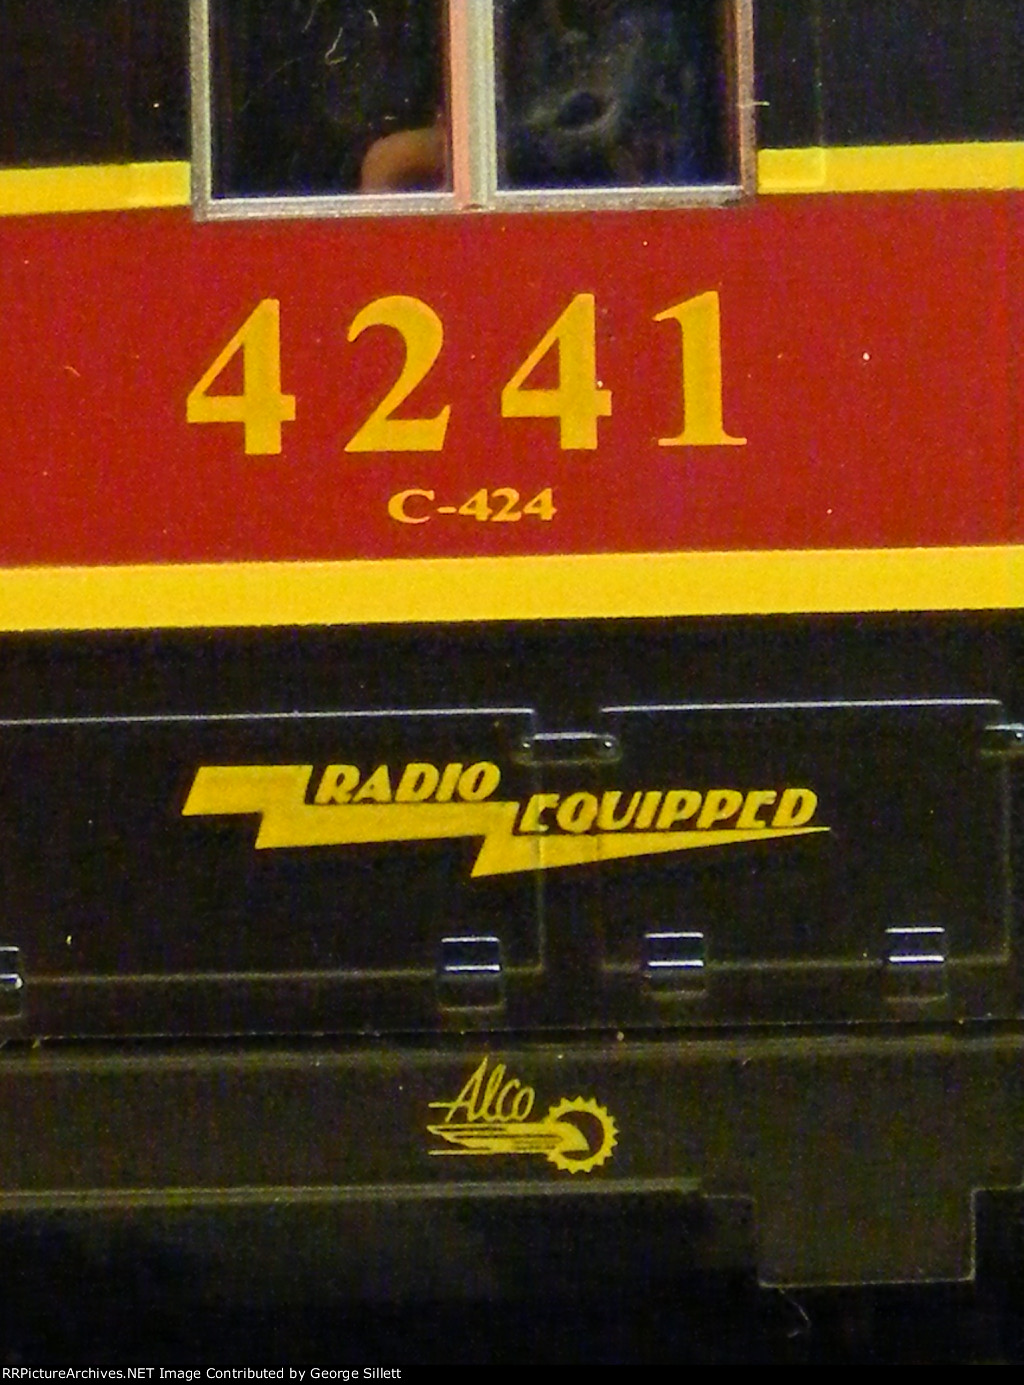 4241
C-424
RADIO
EQUIPPED
Alco
RRPictureArchives.NET Image Contributed by George Sillett